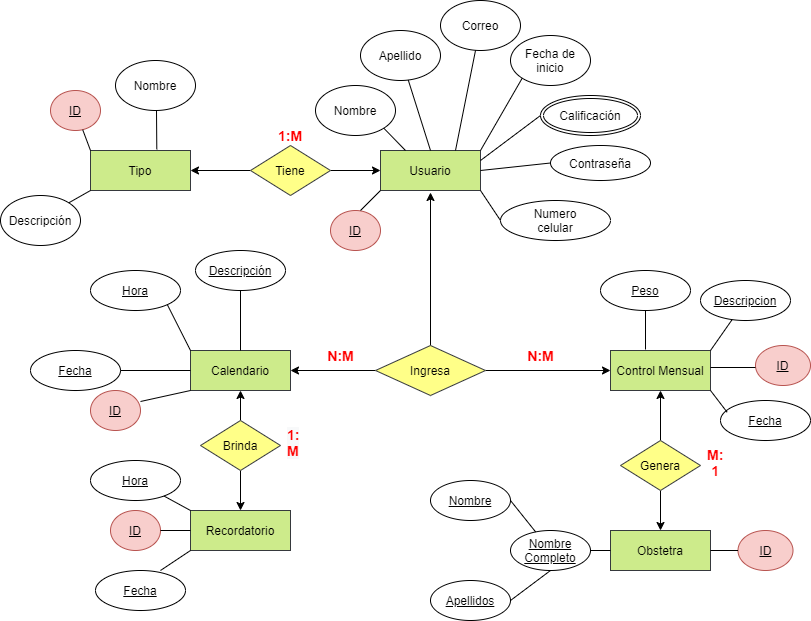 Correo
Apellido
Fecha de
inicio
Nombre
ID
Nombre
Calificación
1:M
Tipo
Tiene
Usuario
Contraseña
Descripción
ID
Numero
celular
Descripción
Hora
Peso
Descripcion
N:M
N:M
Fecha
Calendario
Ingresa
Control Mensual
ID
ID
Fecha
1:
M
Brinda
M:
1
Genera
Hora
Nombre
ID
Recordatorio
Nombre
Completo
Obstetra
ID
Fecha
Apellidos